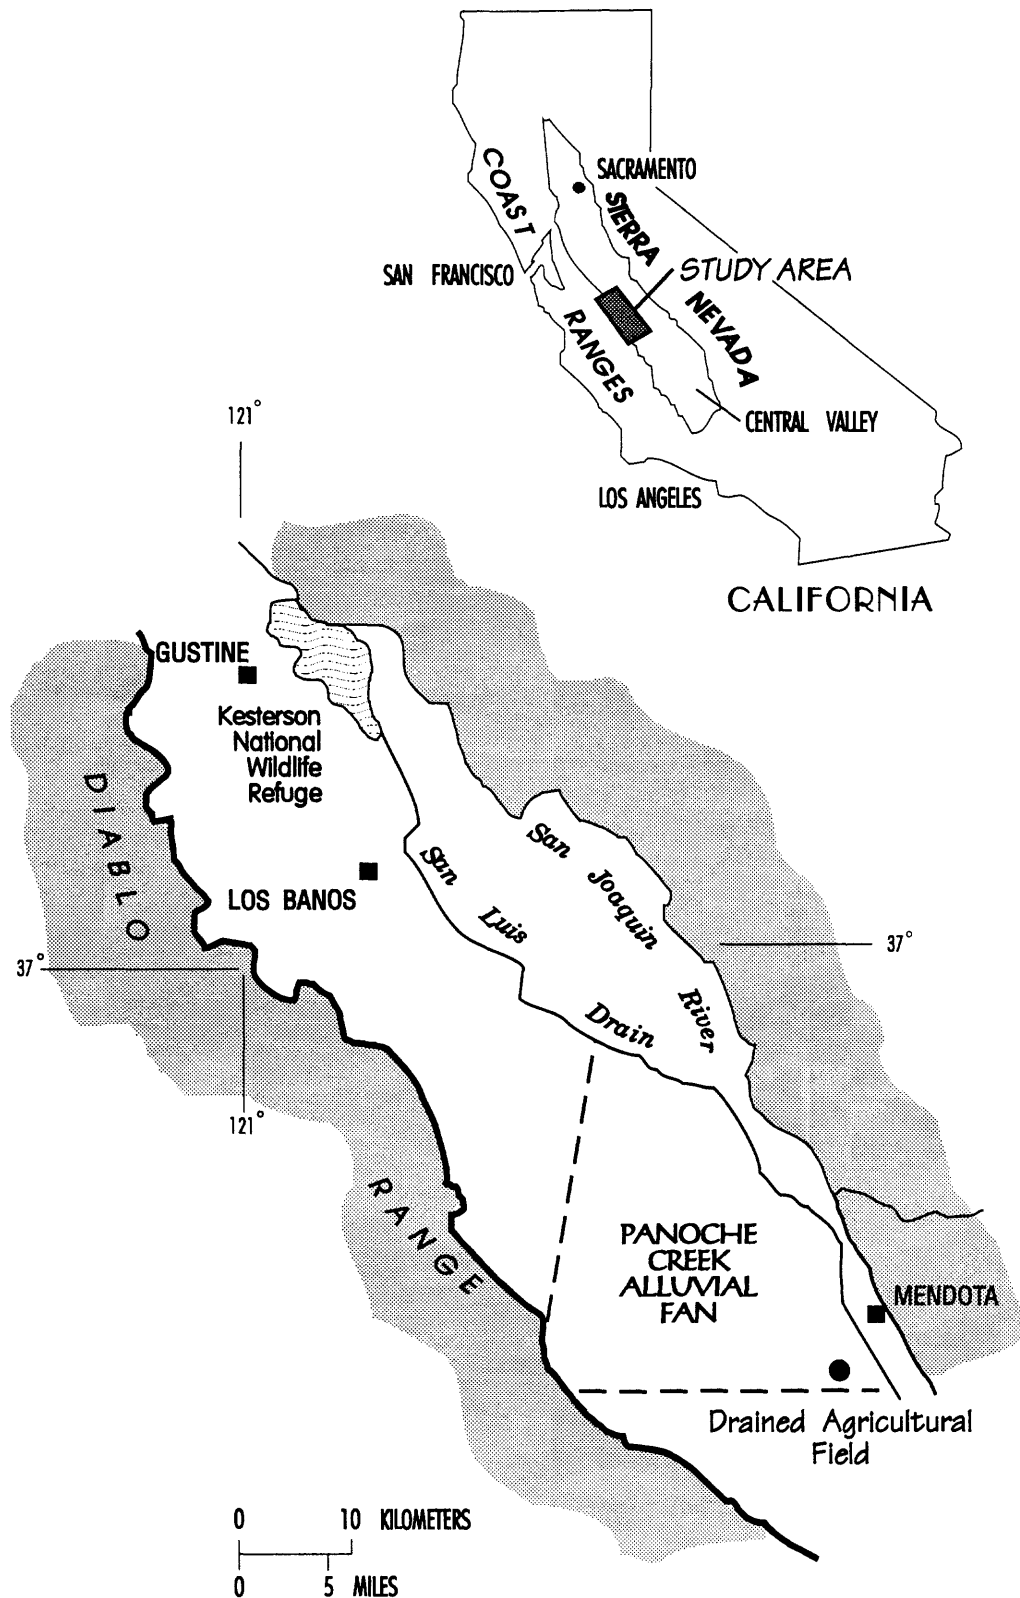 COAST
SACRAMENTO
SIERRA
SAN FRANCISCO
STUDY AREA
NEVADA
RANGES
CENTRAL VALLEY
LOS ANGELES
CALIFORNIA
121°
GUSTINE
Kesterson
National
Wildlife
Refuge
DIABLO
LOS BANOS
San
Luis
Drain
San
Joaquin
River
37°
37°
121°
RANGE
PANOCHE
CREEK
ALLUVIAL
FAN
MENDOTA
Drained Agricultural
Field
0 10 KILOMETERS
0 5 MILES